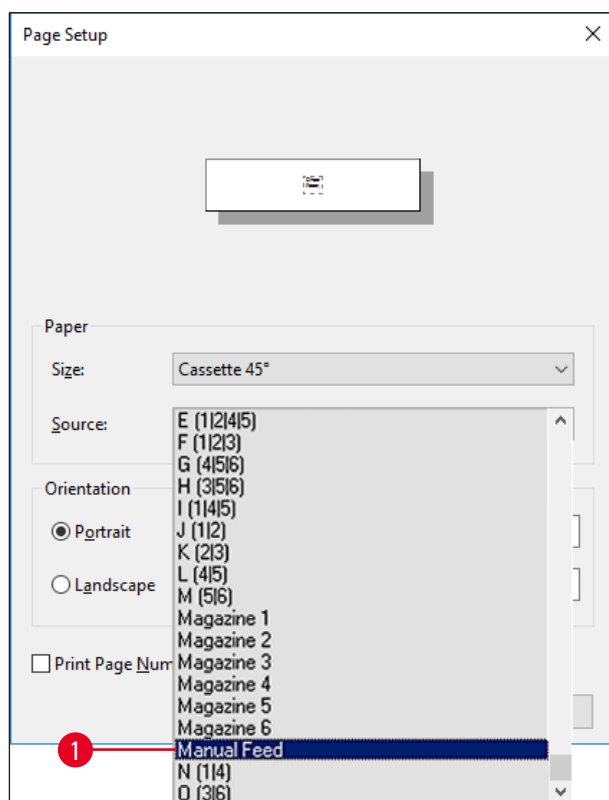 Page Setup
Paper
Size:
Cassette 45°
Source:
E (1|2|4|5)
F (1|2|3)
G (4|5|6)
H (3|5|6)
Orientation
I (1|4|5)
Portrait
J (1|2)
K (2|3)
L (4|5)
Landscape
M (5|6)
Magazine 1
Magazine 2
Print Page Num
Magazine 3
Magazine 4
Magazine 5
Magazine 6
1
Manual Feed
N (1|4)
O (3|6)